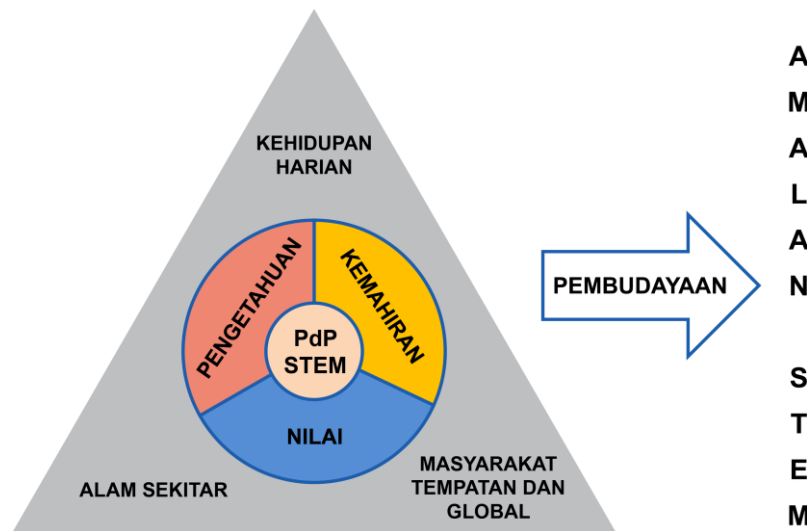 KEHIDUPAN
HARIAN
PENGETAHUAN
KEMAHIRAN
PdP
STEM
NILAI
ALAM SEKITAR
MASYARAKAT
TEMPATAN DAN
GLOBAL
PEMBUDAYAAN
A
M
A
L
A
N
S
T
E
M